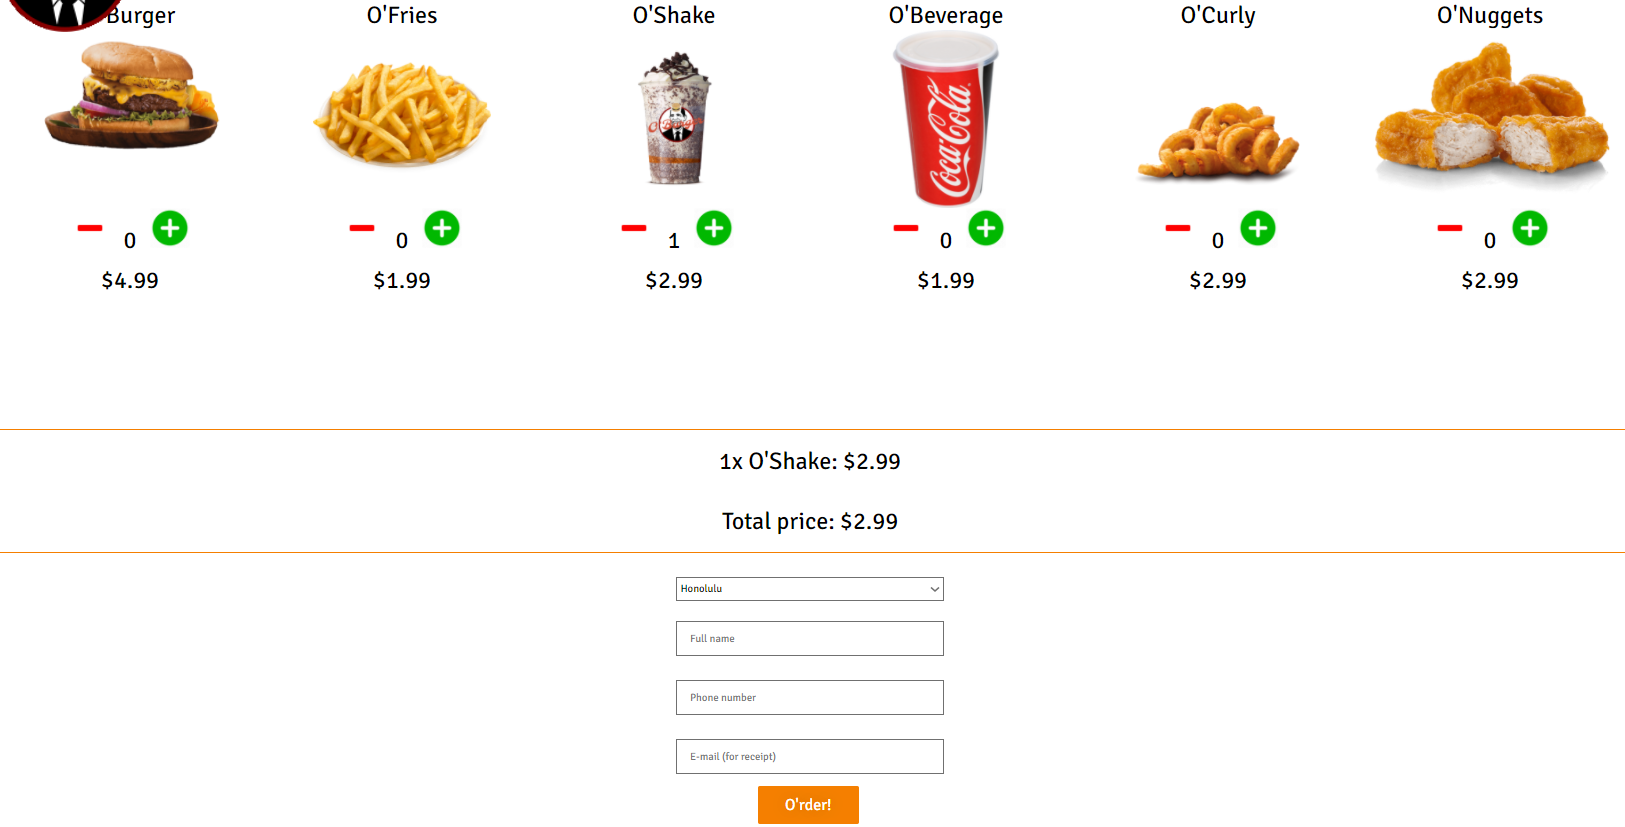 Burger O'Fries O'Shake O'Beverage O'Curly O'Nuggets
O'Burger
Coca-Cola
0 0 1 0 0 0
$4.99 $1.99 $2.99 $1.99 $2.99 $2.99
1x O'Shake: $2.99
Total price: $2.99
Honolulu
Full name
Phone number
E-mail (for receipt)
O'rder!